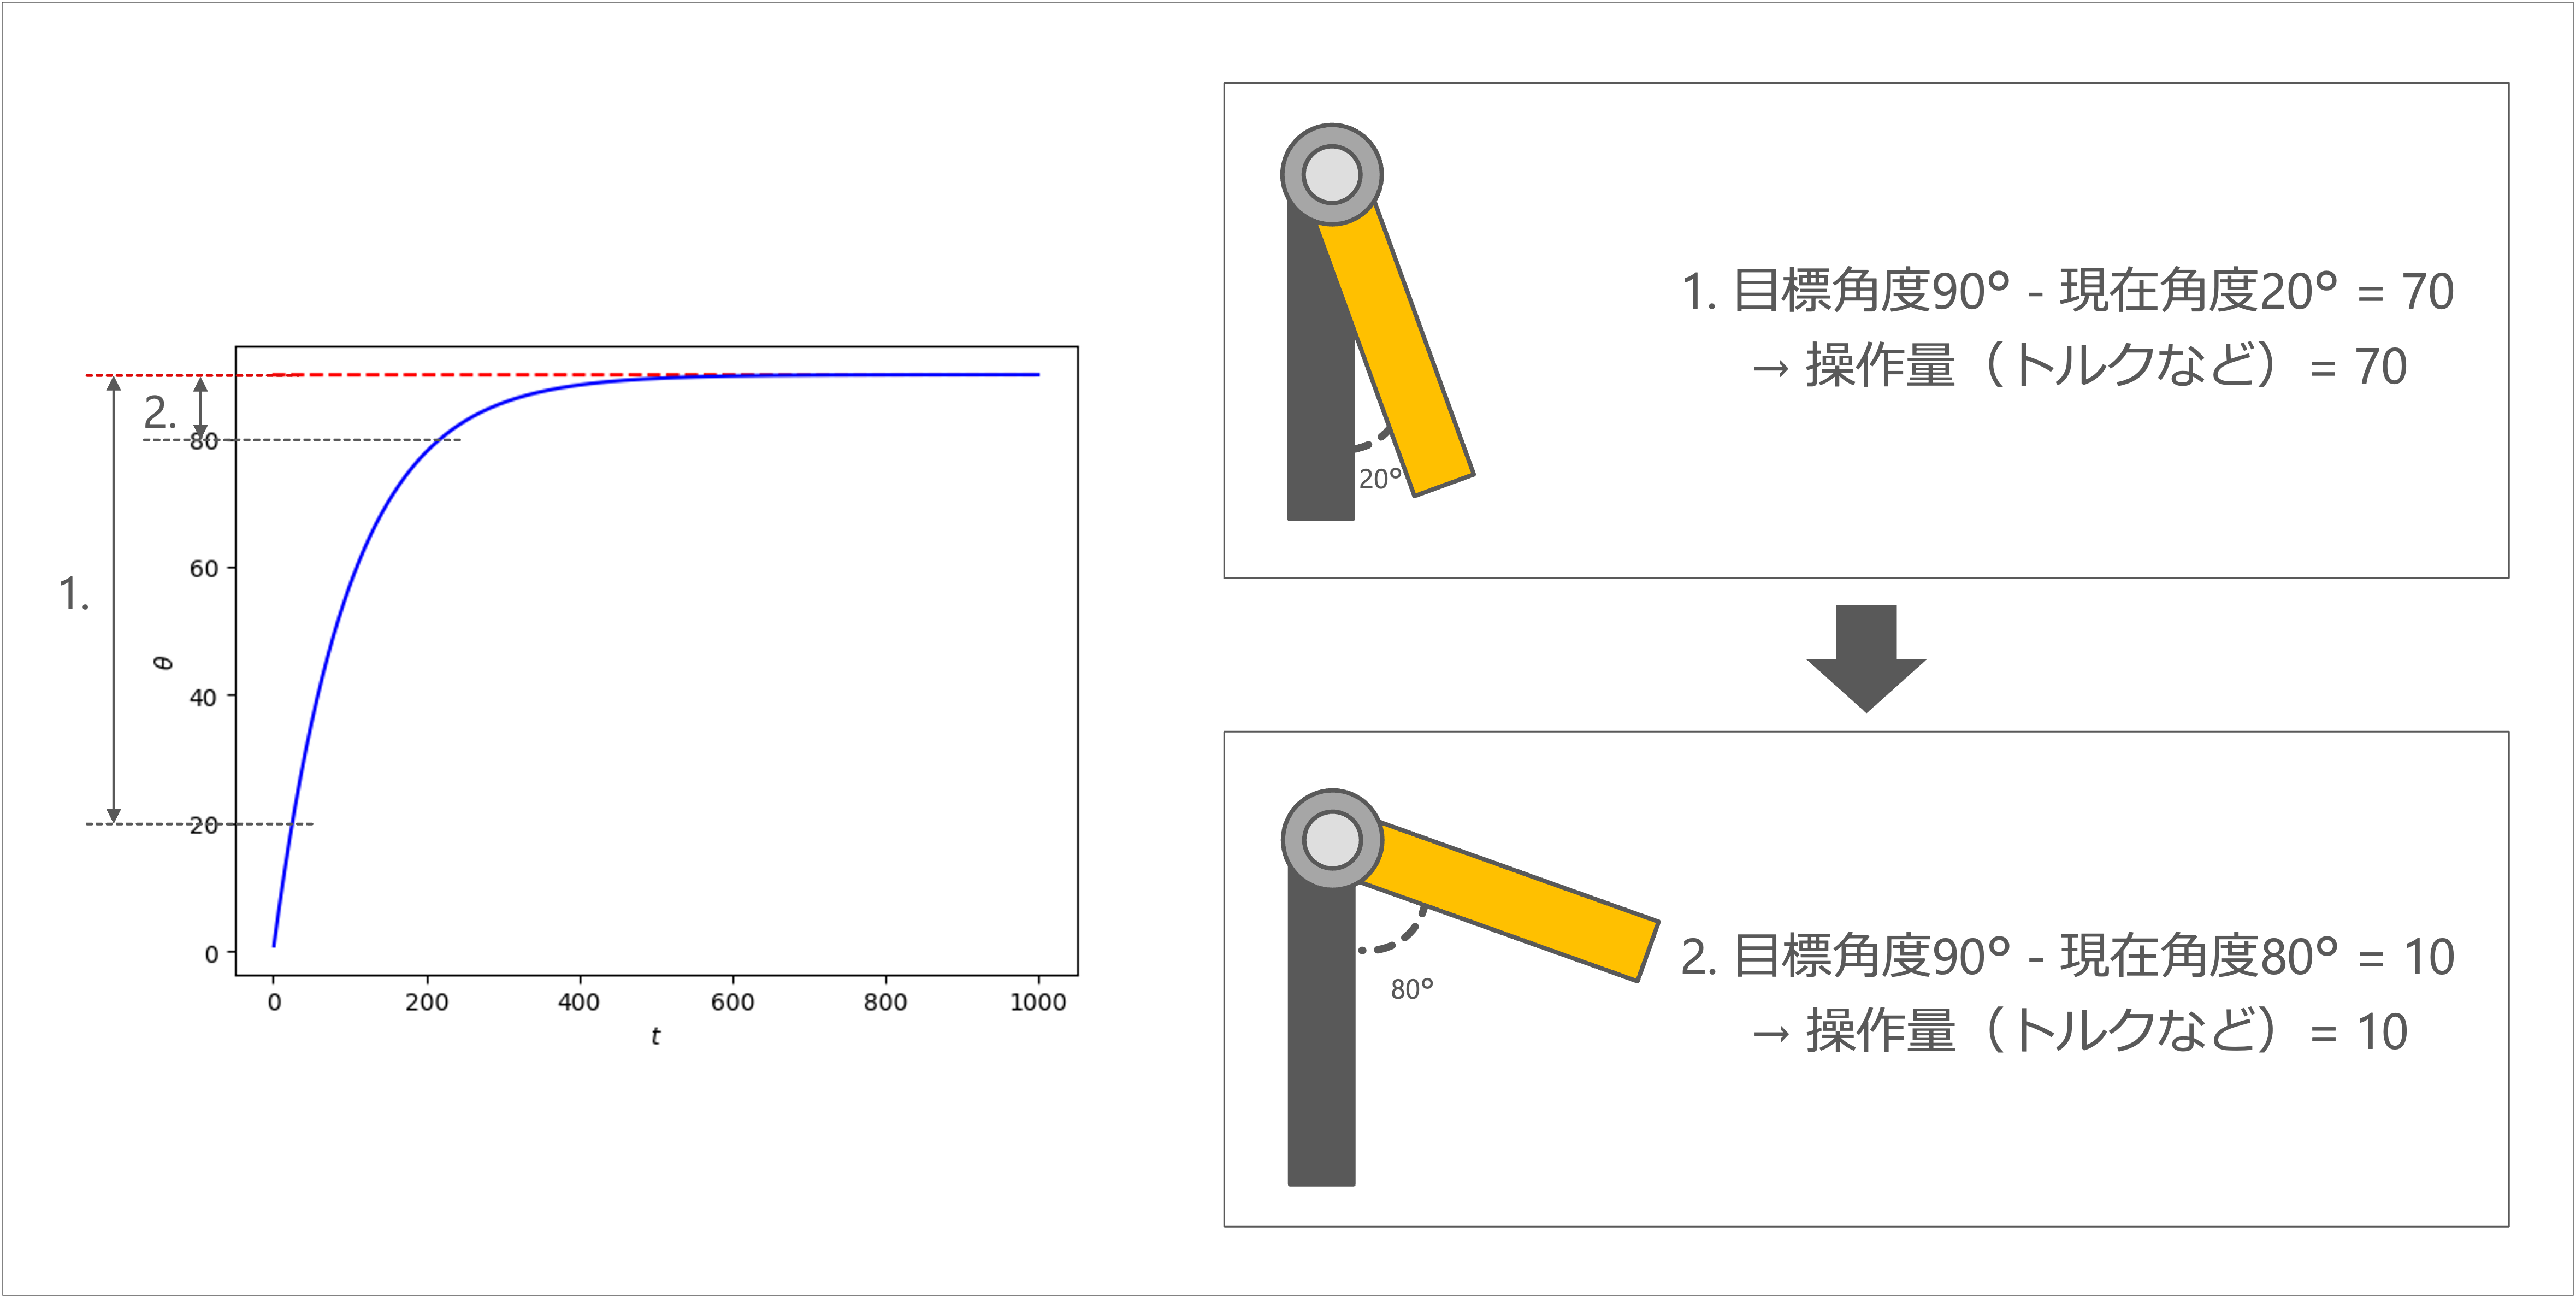 2.
80
1.
60
θ
40
20
0
0 200 400 600 800 1000
t
20°
1. 目標角度90° - 現在角度20° = 70
→ 操作量（トルクなど）= 70
80°
2. 目標角度90° - 現在角度80° = 10
→ 操作量（トルクなど）= 10